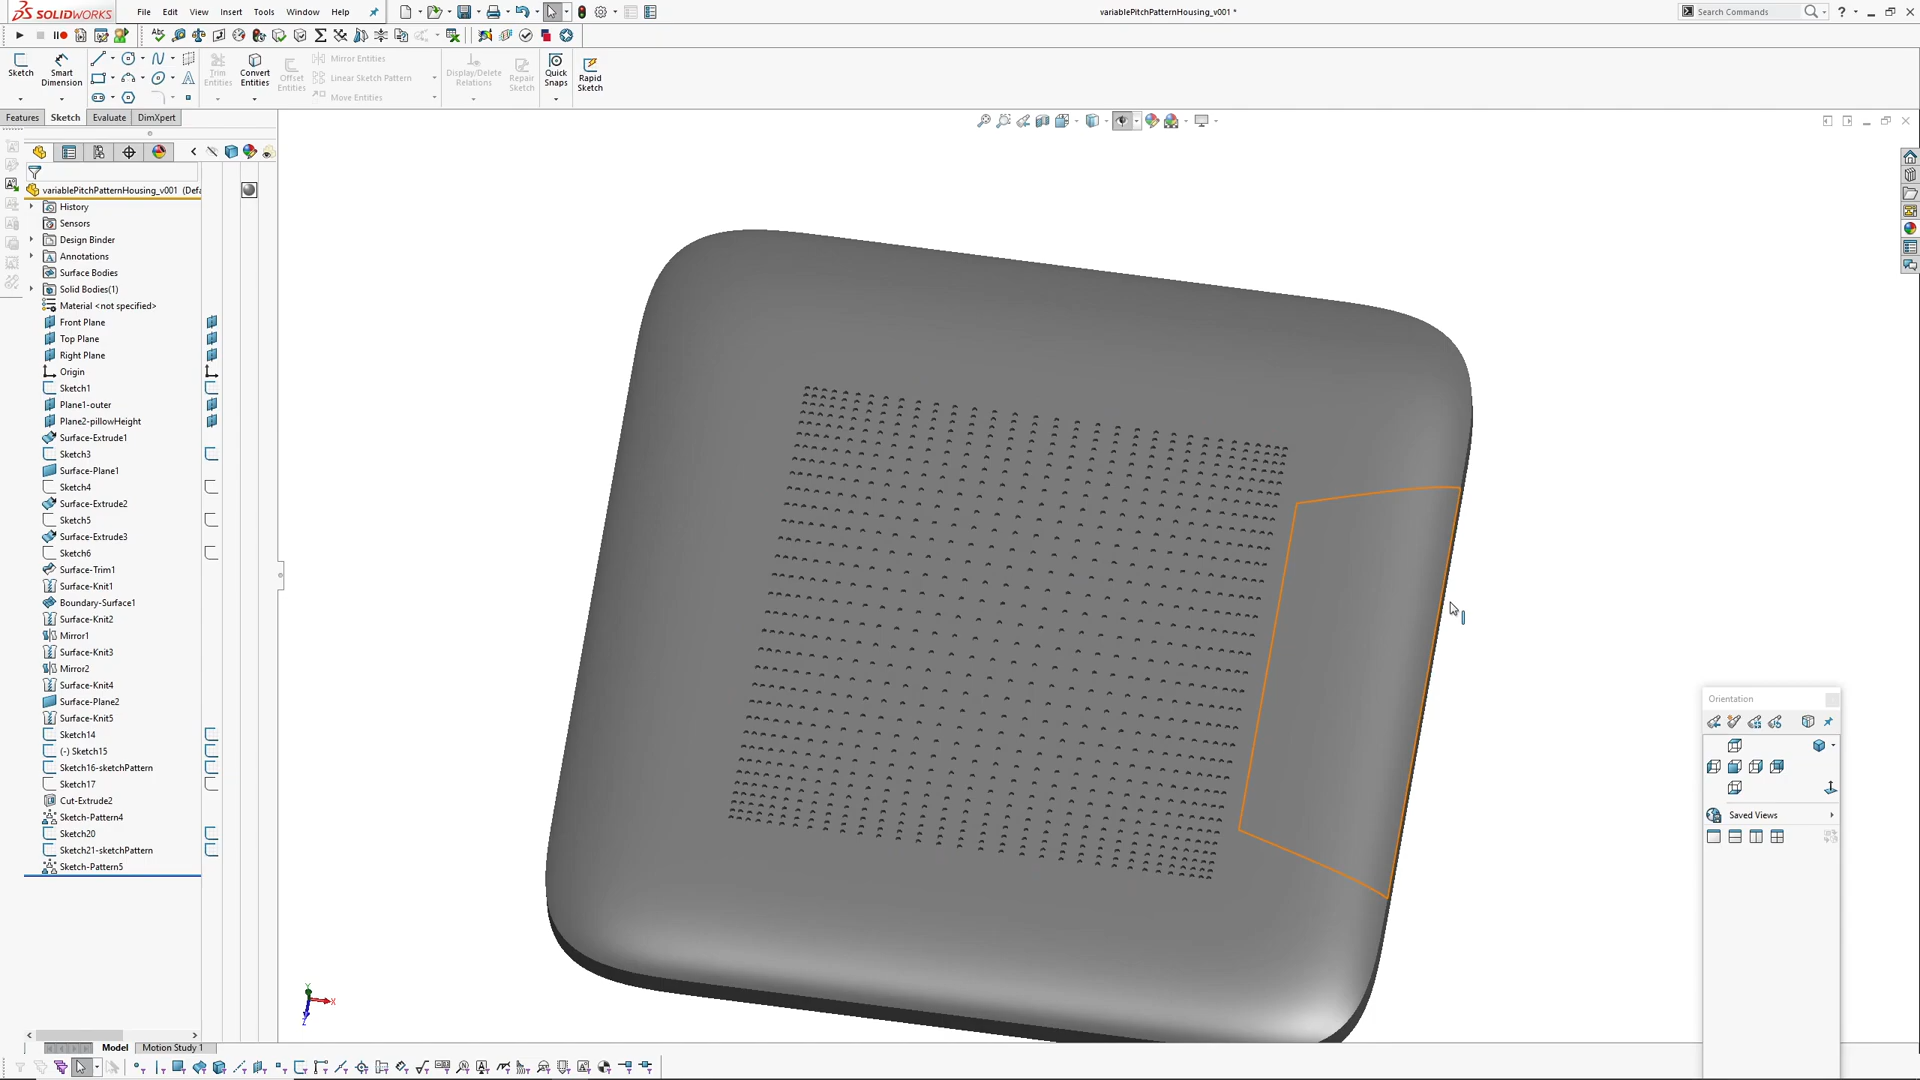 SOLIDWORKS
File
Edit
View
Insert
Tools
Window
Help
variablePitchPatternHousing_v001 *
Search Commands
Sketch
Smart
Dimension
Trim
Entities
Convert
Entities
Offset
Entities
Mirror Entities
Linear Sketch Pattern
Move Entities
Display/Delete
Relations
Repair
Sketch
Quick
Snaps
Rapid
Sketch
Features
Sketch
Evaluate
DimXpert
variablePitchPatternHousing_v001 (Defa
History
Sensors
Design Binder
Annotations
Surface Bodies
Solid Bodies(1)
Material <not specified>
Front Plane
Top Plane
Right Plane
Origin
Sketch1
Plane1-outer
Plane2-pillowHeight
Surface-Extrude1
Sketch3
Surface-Plane1
Sketch4
Surface-Extrude2
Sketch5
Surface-Extrude3
Sketch6
Surface-Trim1
Surface-Knit1
Boundary-Surface1
Surface-Knit2
Mirror1
Surface-Knit3
Mirror2
Surface-Knit4
Surface-Plane2
Surface-Knit5
Sketch14
(-) Sketch15
Sketch16-sketchPattern
Sketch17
Cut-Extrude2
Sketch-Pattern4
Sketch20
Sketch21-sketchPattern
Sketch-Pattern5
Orientation
Saved Views
Y
X
Z
Model
Motion Study 1